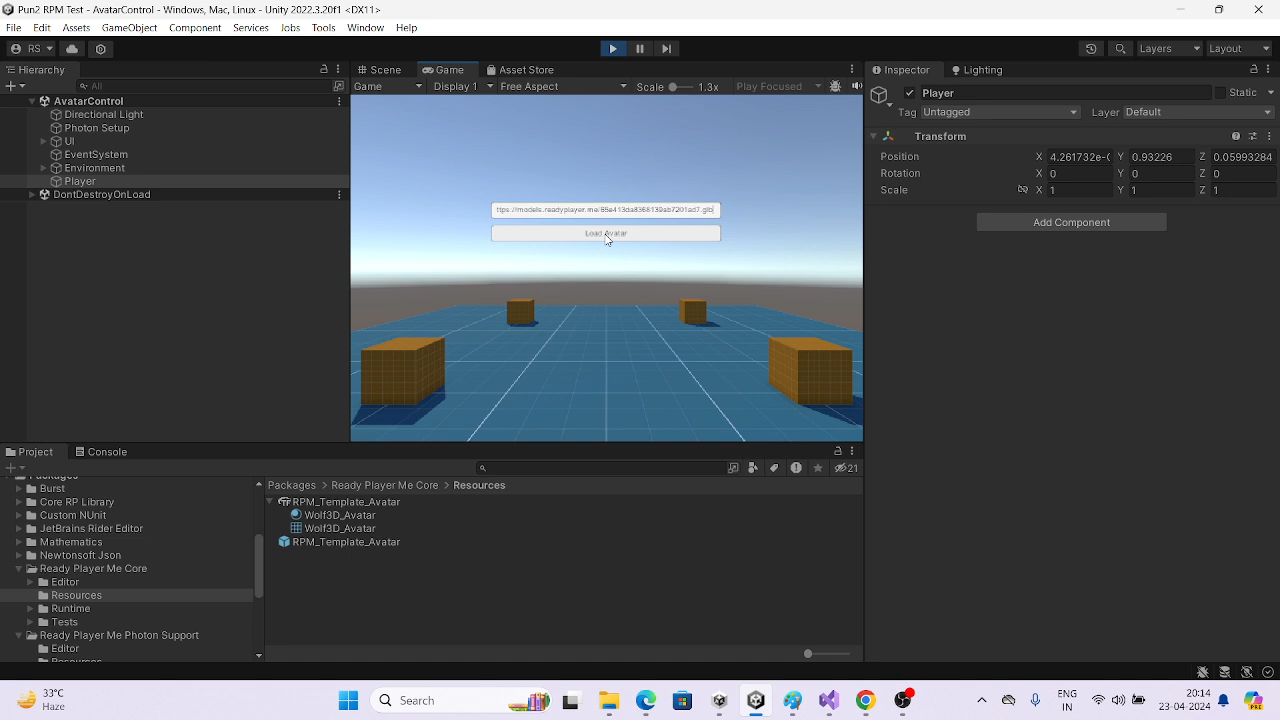 Pun2 RPM Test - AvatarControl - Windows, Mac, Linux - Unity 2022.3.20f1 <DX11>
File Edit Assets GameObject Component Services Jobs Tools Window Help
RS Layers Layout
Hierarchy
All
AvatarControl
Directional Light
Photon Setup
UI
EventSystem
Environment
Player
DontDestroyOnLoad
Scene Game Asset Store
Game Display 1 Free Aspect Scale 1.3x Play Focused
Load Avatar
Inspector Lighting
Player Static
Tag Untagged Layer Default
Transform
Position X 4.261732e-( Y 0.93226 Z 0.05993284
Rotation X 0 Y 0 Z 0
Scale X 1 Y 1 Z 1
Add Component
Project Console
21
Packages
Burst
Core RP Library
Custom NUnit
JetBrains Rider Editor
Mathematics
Newtonsoft Json
Ready Player Me Core
Editor
Resources
Runtime
Tests
Ready Player Me Photon Support
Editor
Resources
Packages > Ready Player Me Core > Resources
RPM_Template_Avatar
Wolf3D_Avatar
Wolf3D_Avatar
RPM_Template_Avatar
33°C
Haze
Search
ENG
IN
20:14
23-04-2024